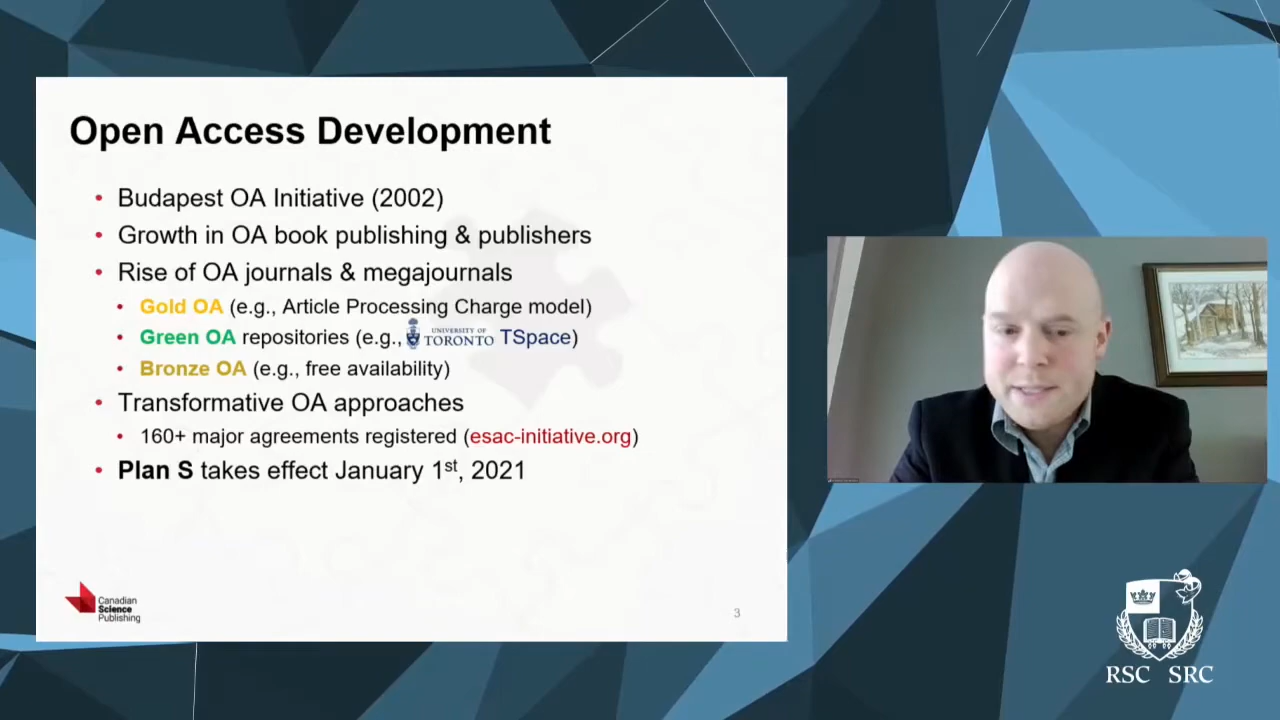 Open Access Development
• Budapest OA Initiative (2002)
• Growth in OA book publishing & publishers
• Rise of OA journals & megajournals
• Gold OA (e.g., Article Processing Charge model)
• Green OA repositories (e.g., UNIVERSITY OF TORONTO TSpace)
• Bronze OA (e.g., free availability)
• Transformative OA approaches
• 160+ major agreements registered (esac-initiative.org)
• Plan S takes effect January 1st, 2021
Canadian
Science
Publishing
3
RSC SRC